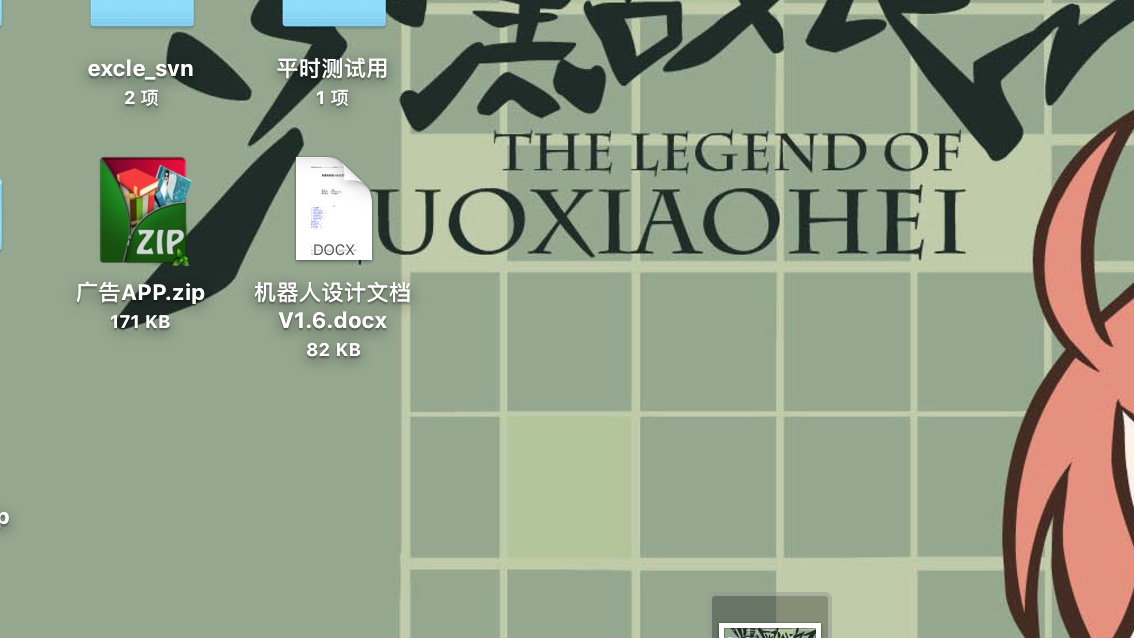 excle_svn
2 项
平时测试用
1 项
THE LEGEND OF
UOXIAOHEI
ZIP
广告APP.zip
171 KB
DOCX
机器人设计文档
V1.6.docx
82 KB
p